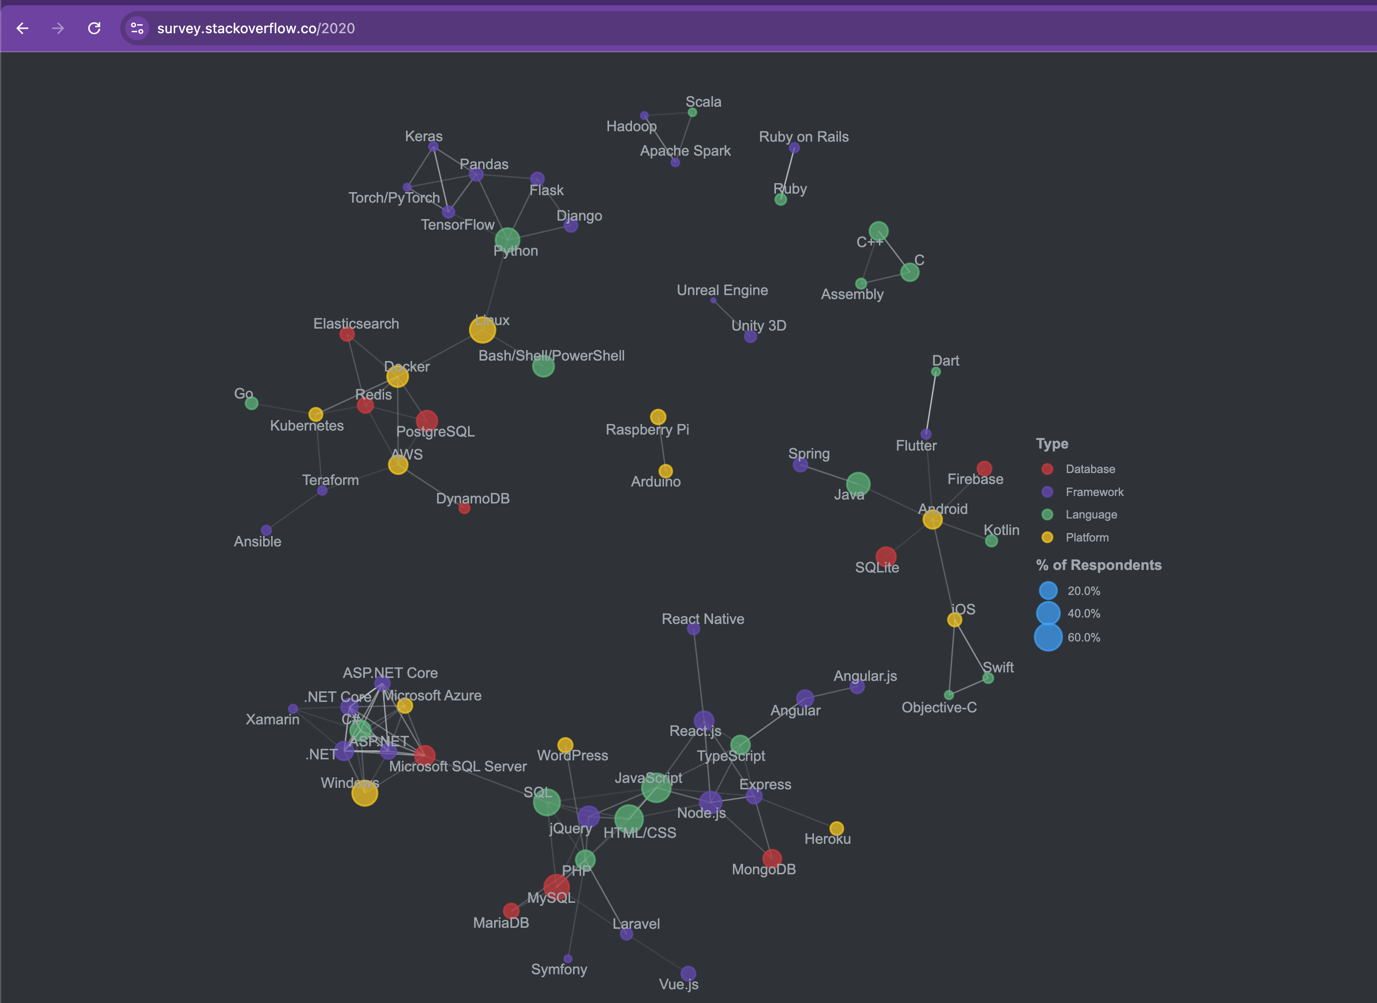 survey.stackoverflow.co/2020
Scala
Hadoop
Apache Spark
Ruby on Rails
Ruby
Keras
Pandas
Torch/PyTorch
Flask
TensorFlow
Django
Python
C++
C
Assembly
Unreal Engine
Unity 3D
Elasticsearch
Linux
Bash/Shell/PowerShell
Docker
Go
Redis
Kubernetes
PostgreSQL
AWS
Teraform
DynamoDB
Ansible
Raspberry Pi
Arduino
Dart
Flutter
Spring
Java
Firebase
Android
Kotlin
SQLite
iOS
Swift
Objective-C
Type
Database
Framework
Language
Platform
% of Respondents
20.0%
40.0%
60.0%
React Native
ASP.NET Core
.NET Core
Microsoft Azure
Xamarin
C#
ASP.NET
.NET
Microsoft SQL Server
Windows
Angular.js
Angular
React.js
TypeScript
WordPress
JavaScript
Express
SQL
Node.js
jQuery
HTML/CSS
Heroku
PHP
MongoDB
MySQL
MariaDB
Laravel
Symfony
Vue.js